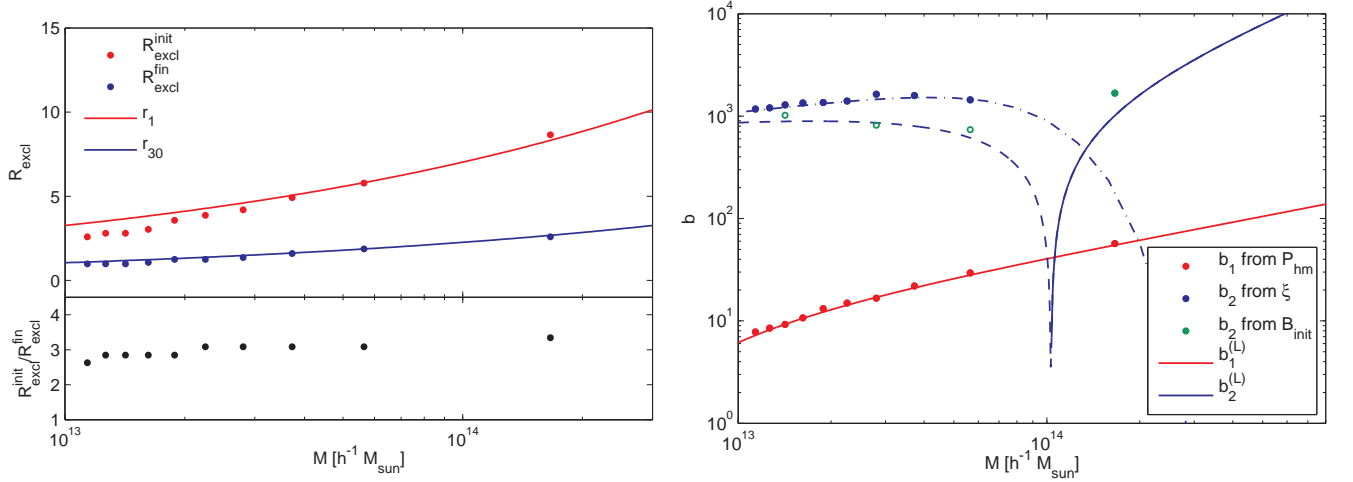 15
10
5
0
R_excl
R_excl^init
R_excl^fin
r_1
r_30
4
3
2
1
R_excl^init/R_excl^fin
10^13
10^14
M [h^-1 M_sun]
10^4
10^3
10^2
10^1
10^0
b
b_1 from P_hm
b_2 from ξ
b_2 from B_init
b_1^(L)
b_2^(L)
10^13
10^14
M [h^-1 M_sun]